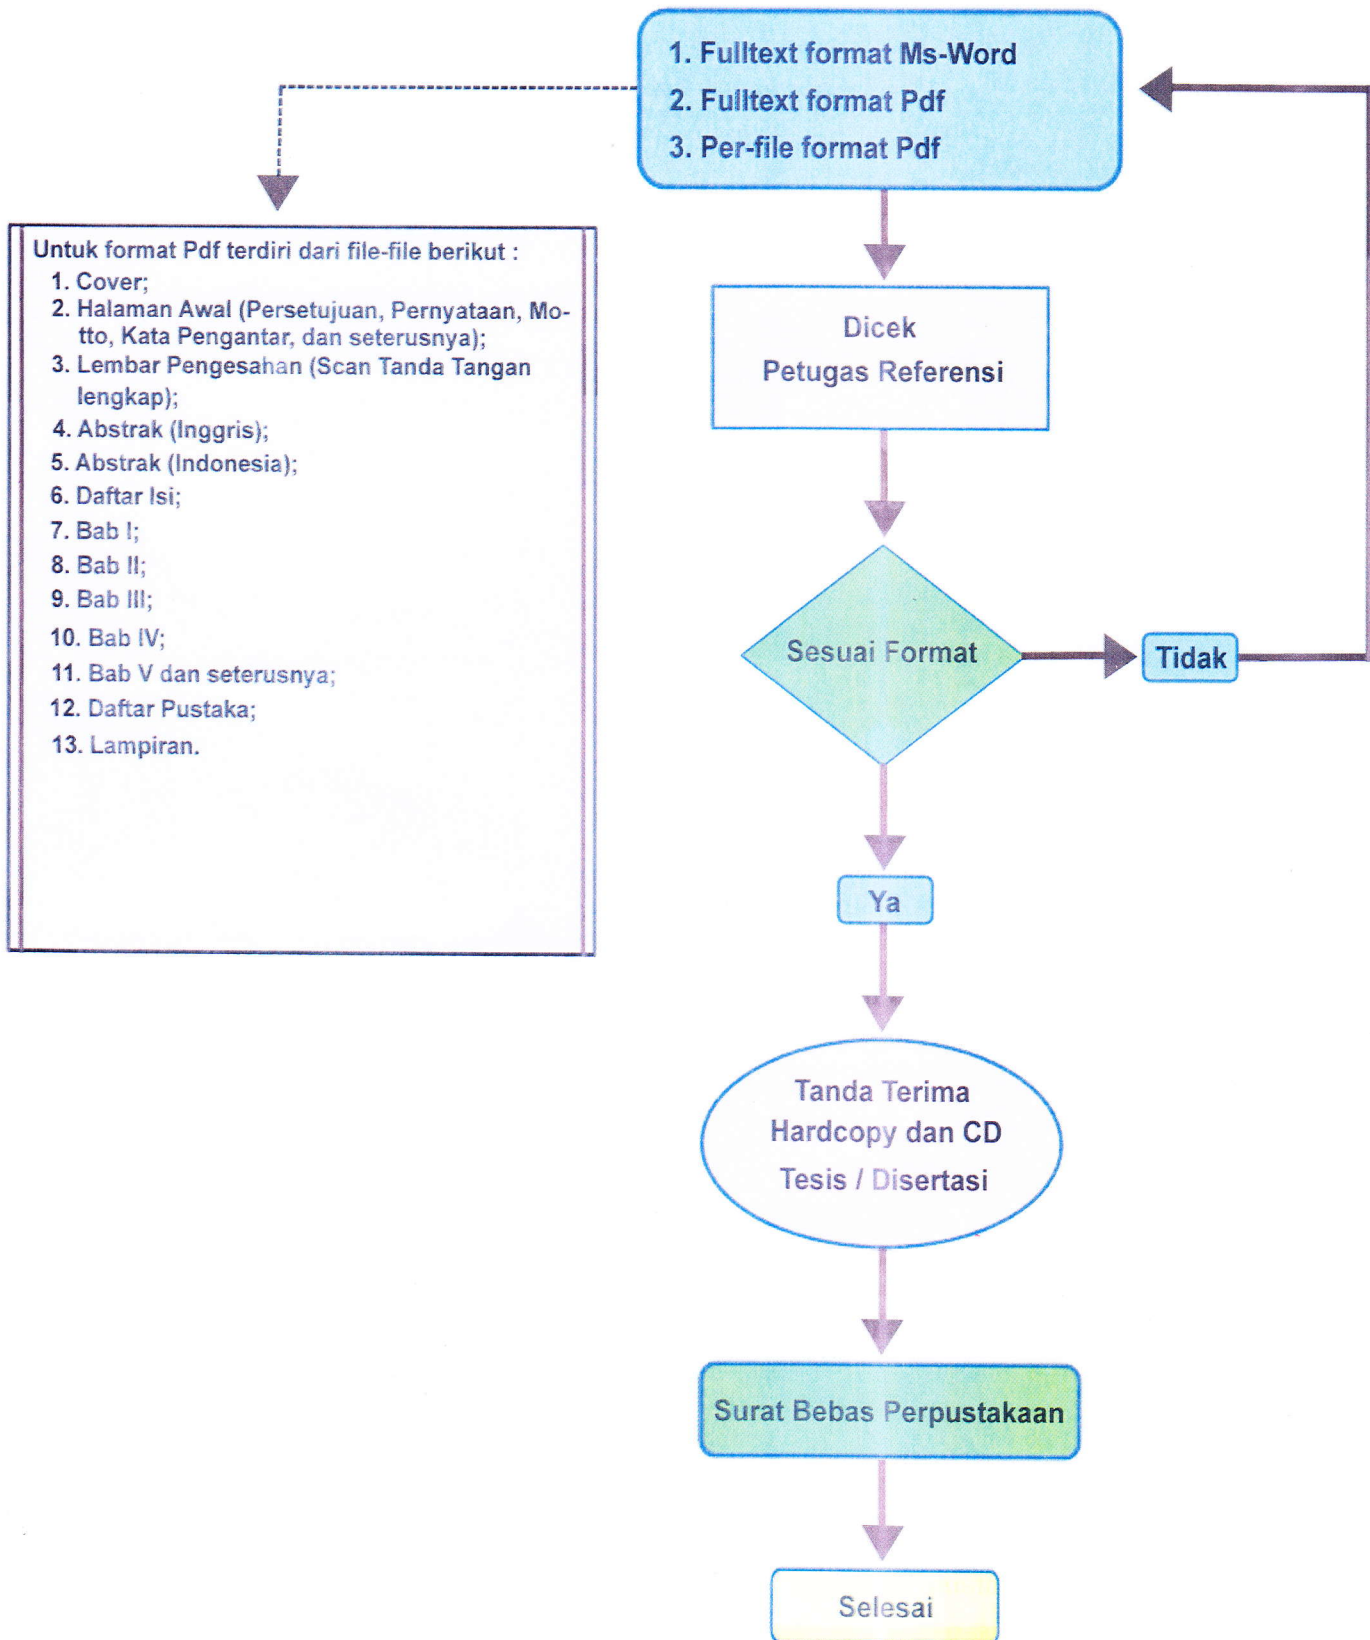 1. Fulltext format Ms-Word
2. Fulltext format Pdf
3. Per-file format Pdf
Untuk format Pdf terdiri dari file-file berikut :
1. Cover;
2. Halaman Awal (Persetujuan, Pernyataan, Mo-
tto, Kata Pengantar, dan seterusnya);
3. Lembar Pengesahan (Scan Tanda Tangan
lengkap);
4. Abstrak (Inggris);
5. Abstrak (Indonesia);
6. Daftar Isi;
7. Bab I;
8. Bab II;
9. Bab III;
10. Bab IV;
11. Bab V dan seterusnya;
12. Daftar Pustaka;
13. Lampiran.
Dicek
Petugas Referensi
Sesuai Format
Tidak
Ya
Tanda Terima
Hardcopy dan CD
Tesis / Disertasi
Surat Bebas Perpustakaan
Selesai